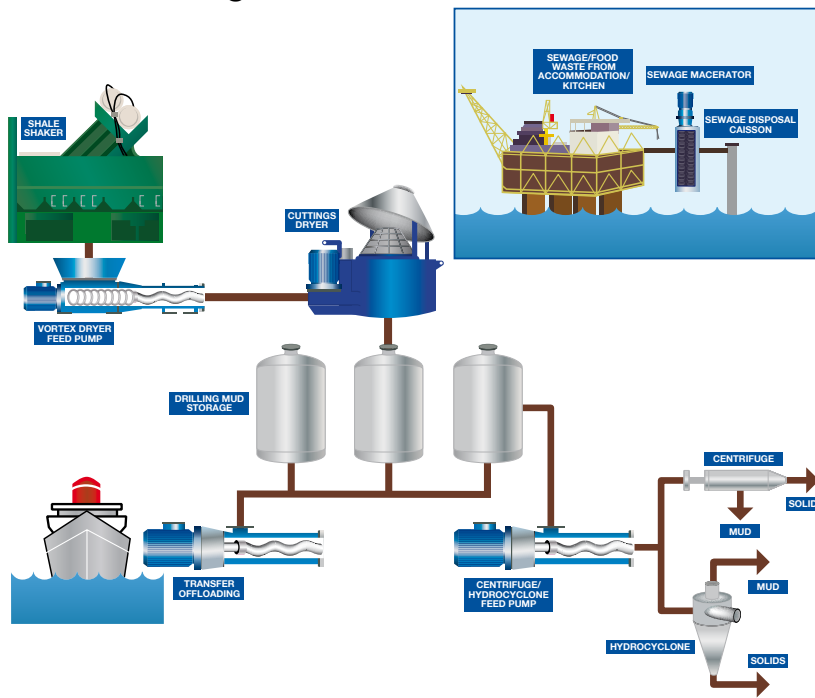 SEWAGE/FOOD
WASTE FROM
ACCOMMODATION/
KITCHEN
SEWAGE MACERATOR
SEWAGE DISPOSAL
CAISSON
SHALE
SHAKER
CUTTINGS
DRYER
VORTEX DRYER
FEED PUMP
DRILLING MUD
STORAGE
CENTRIFUGE
SOLID
MUD
TRANSFER
OFFLOADING
CENTRIFUGE/
HYDROCYCLONE
FEED PUMP
MUD
HYDROCYCLONE
SOLIDS